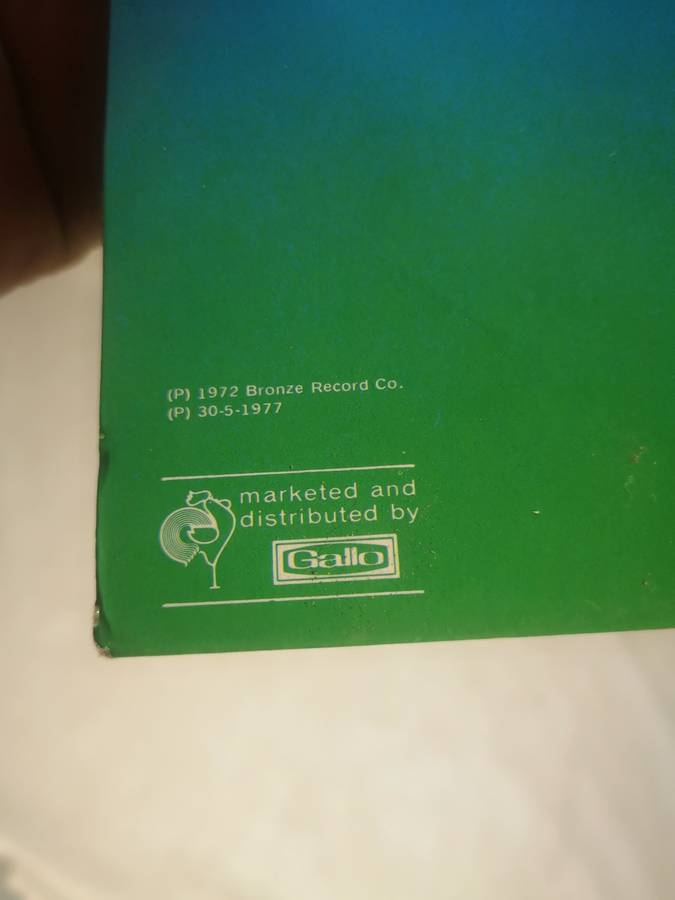 (P) 1972 Bronze Record Co.
(P) 30-5-1977
marketed and
distributed by
Gallo